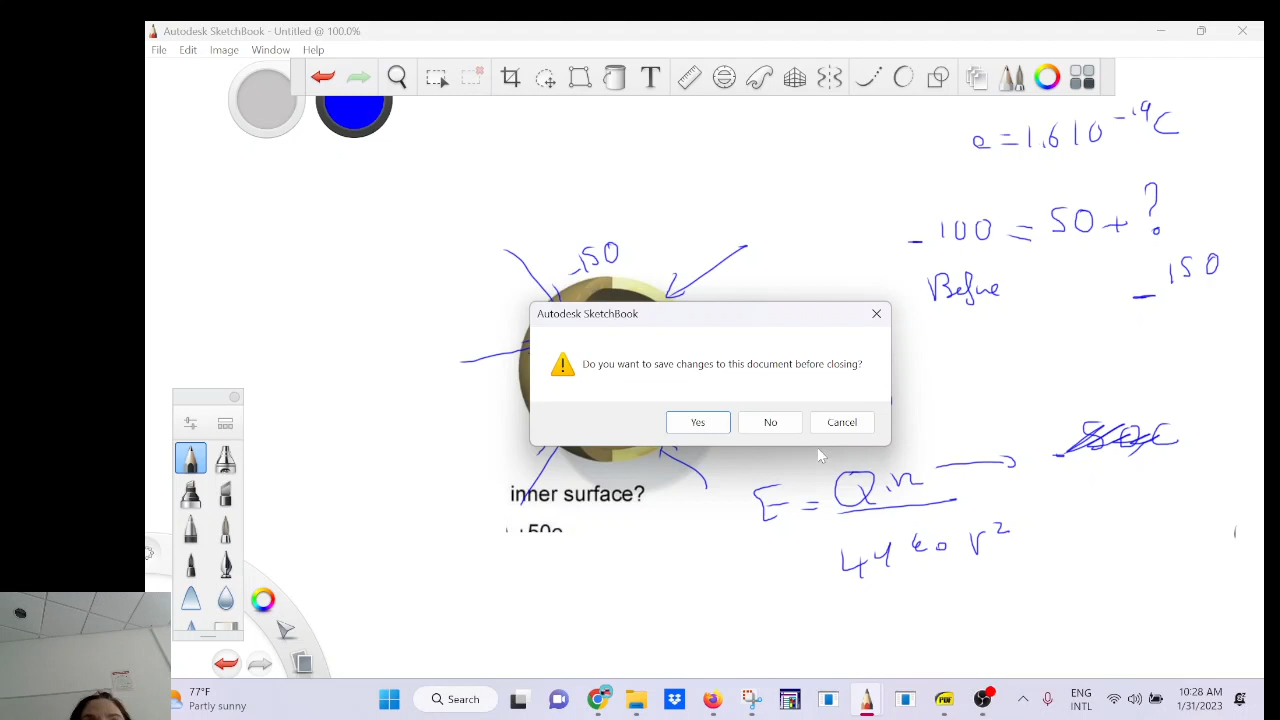 Autodesk SketchBook - Untitled @ 100.0%
File Edit Image Window Help
T
e = 1.6 10⁻¹⁹ C
-100 = 50 + ?
Before
-150
-150
Autodesk SketchBook
Do you want to save changes to this document before closing?
Yes No Cancel
inner surface?
+50e
E = Qin
4π ε0 r²
77°F
Partly sunny
Search
ENG
INTL
10:28 AM
1/31/2023